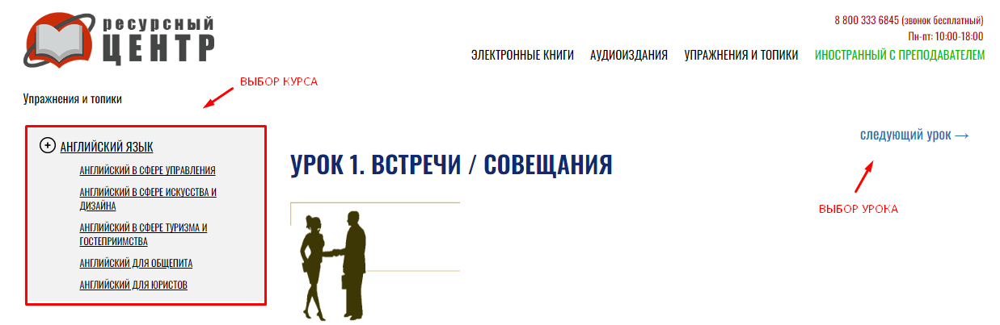 ресурсный
ЦЕНТР
8 800 333 6845 (звонок бесплатный)
Пн-пт: 10:00-18:00
ЭЛЕКТРОННЫЕ КНИГИ АУДИОИЗДАНИЯ УПРАЖНЕНИЯ И ТОПИКИ ИНОСТРАННЫЙ С ПРЕПОДАВАТЕЛЕМ
ВЫБОР КУРСА
Упражнения и топики
АНГЛИЙСКИЙ ЯЗЫК
АНГЛИЙСКИЙ В СФЕРЕ УПРАВЛЕНИЯ
АНГЛИЙСКИЙ В СФЕРЕ ИСКУССТВА И
ДИЗАЙНА
АНГЛИЙСКИЙ В СФЕРЕ ТУРИЗМА И
ГОСТЕПРИИМСТВА
АНГЛИЙСКИЙ ДЛЯ ОБЩЕПИТА
АНГЛИЙСКИЙ ДЛЯ ЮРИСТОВ
следующий урок →
УРОК 1. ВСТРЕЧИ / СОВЕЩАНИЯ
ВЫБОР УРОКА